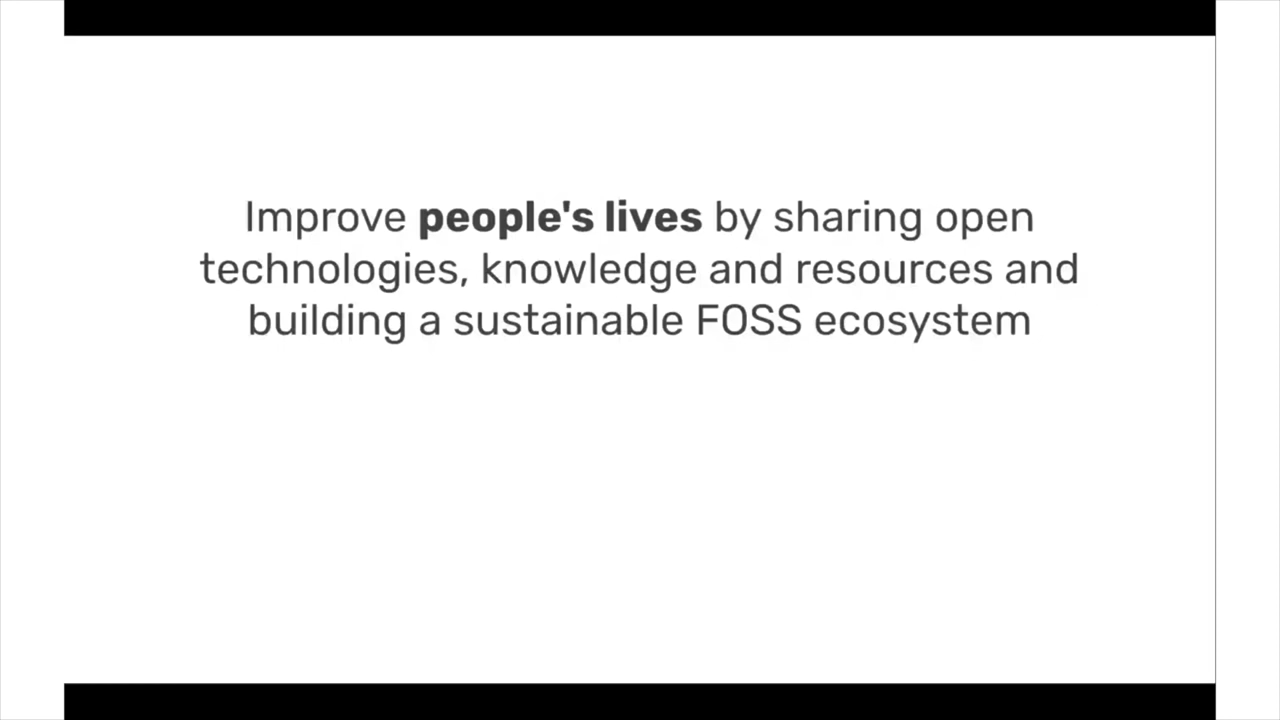 Improve people's lives by sharing open
technologies, knowledge and resources and
building a sustainable FOSS ecosystem